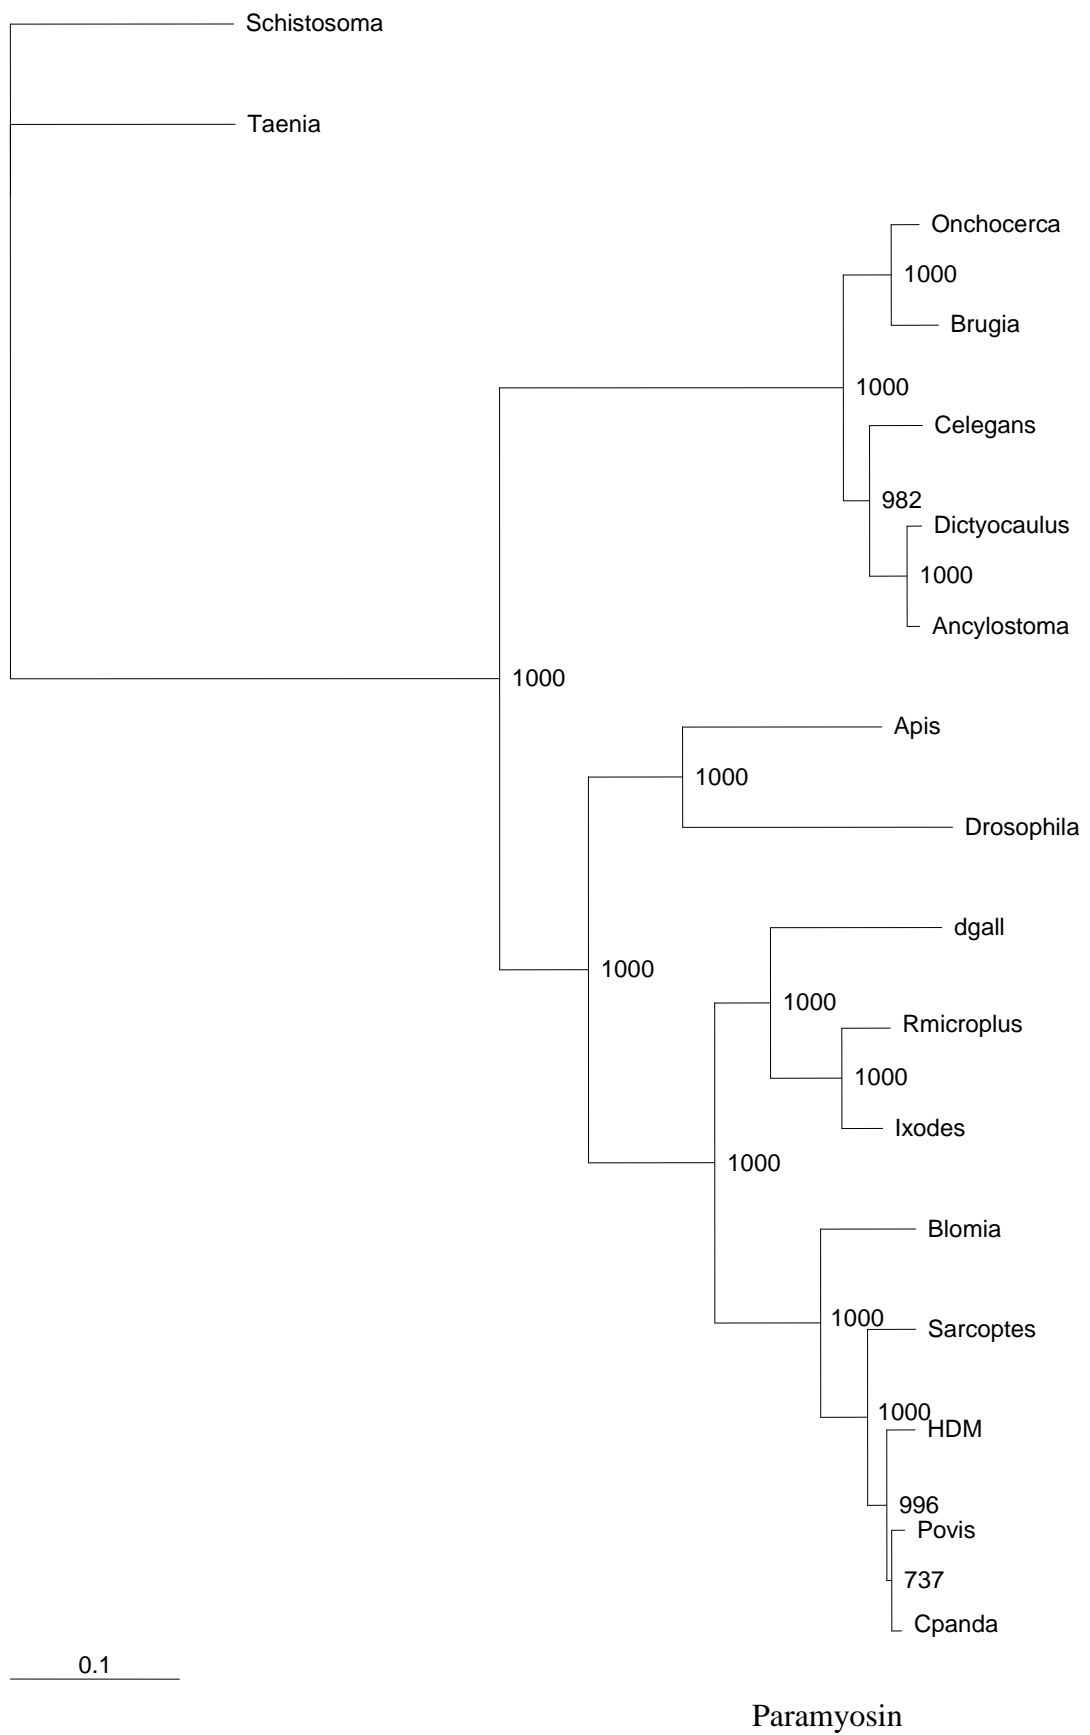 Schistosoma
Taenia
Onchocerca
1000
Brugia
1000
Celegans
982
Dictyocaulus
1000
Ancylostoma
1000
Apis
1000
Drosophila
dgall
1000
1000
Rmicroplus
1000
Ixodes
1000
Blomia
1000
Sarcoptes
1000
HDM
996
Povis
737
Cpanda
0.1
Paramyosin